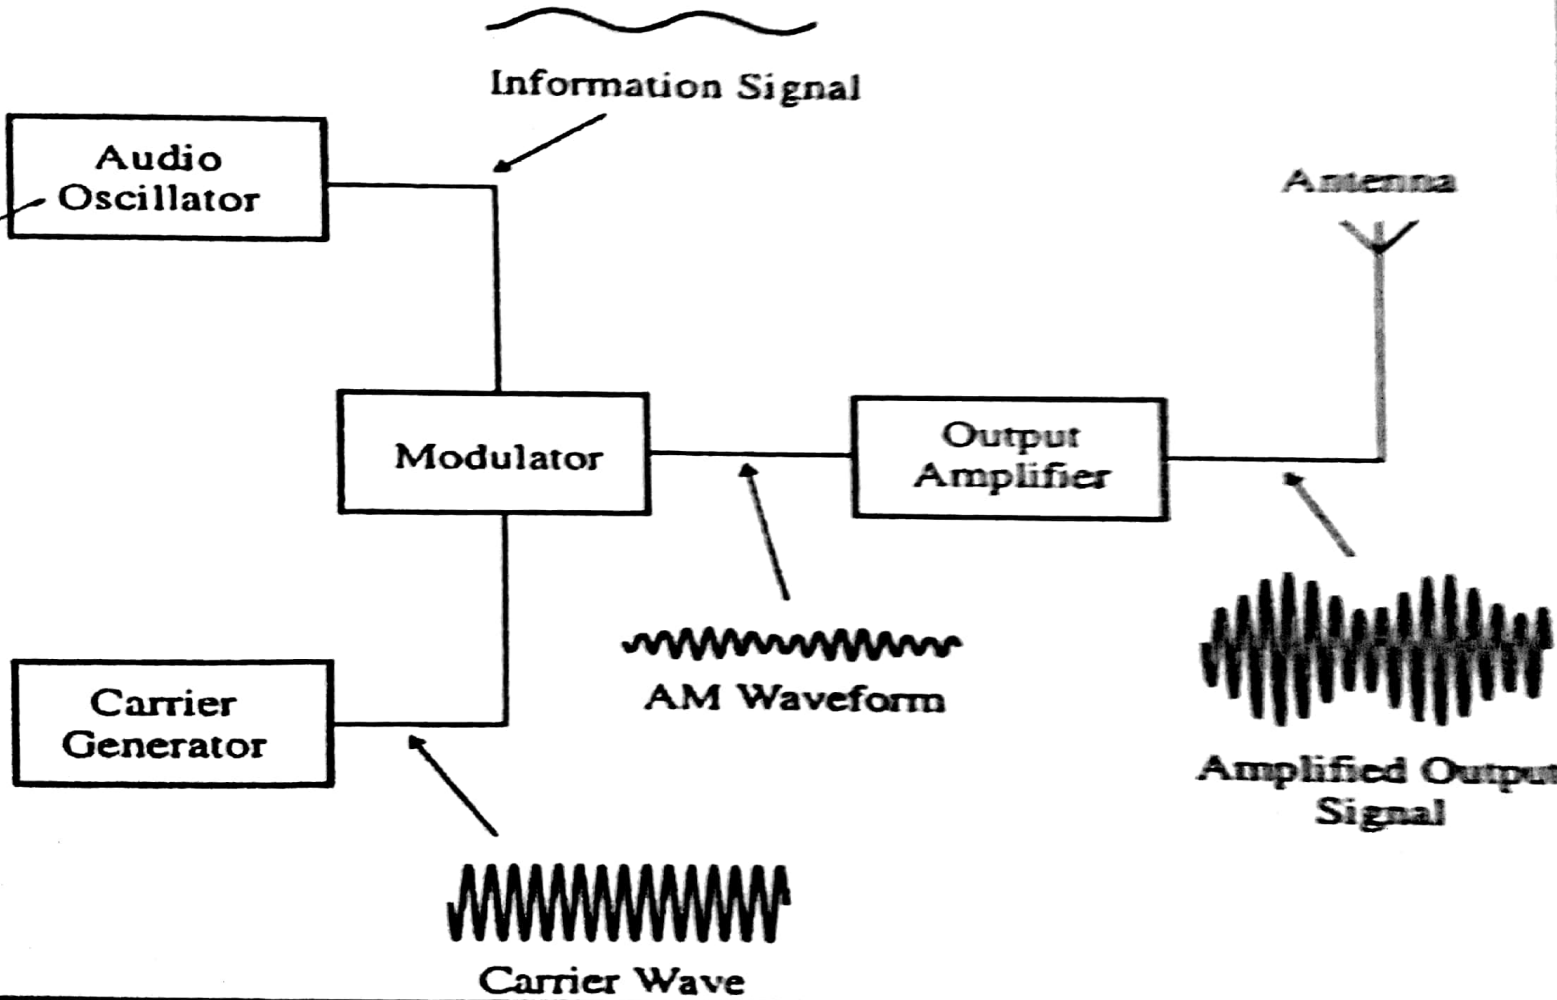 Information Signal
Audio
Oscillator
Antenna
Modulator
Output
Amplifier
Carrier
Generator
AM Waveform
Amplified Output
Signal
Carrier Wave